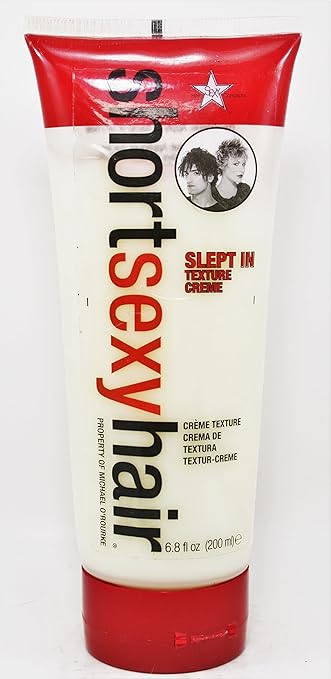 SEXY
shortsexyhair
PROPERTY OF MICHAEL O'ROURKE
®
SLEPT IN
TEXTURE
CREME
CRÈME TEXTURE
CREMA DE
TEXTURA
TEXTUR-CREME
6.8 fl oz (200 ml) ℮